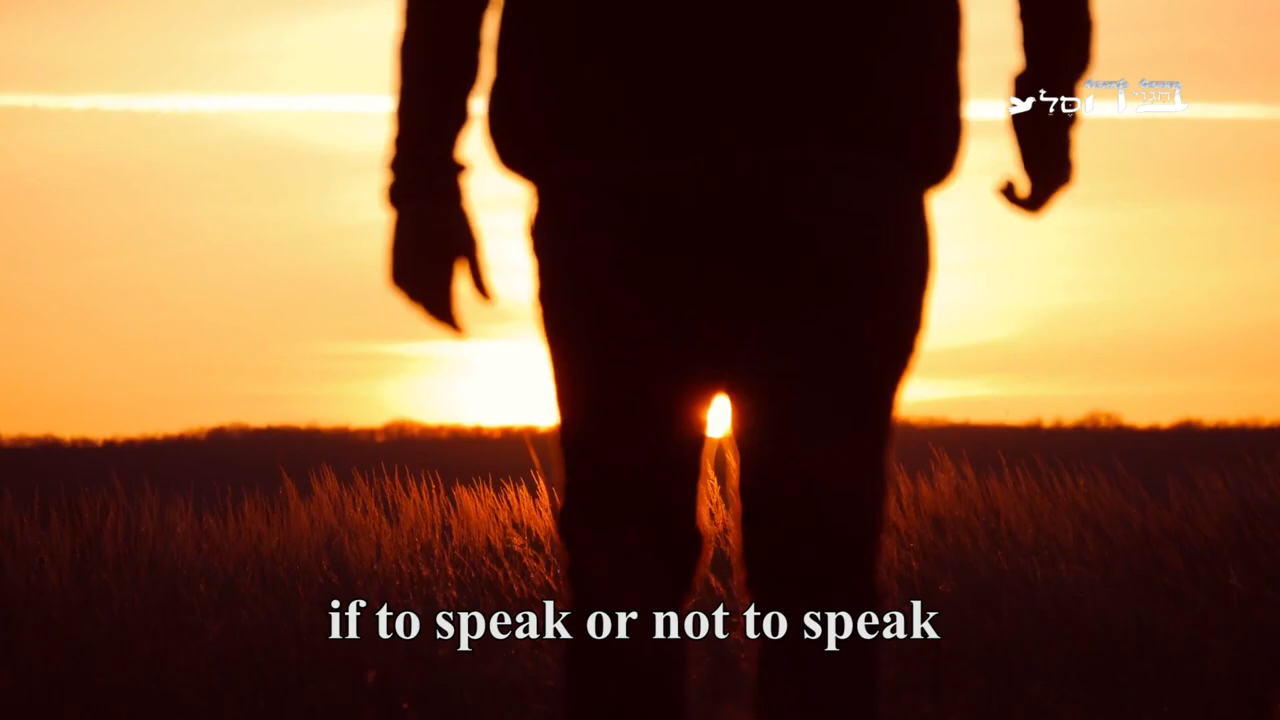 if to speak or not to speak